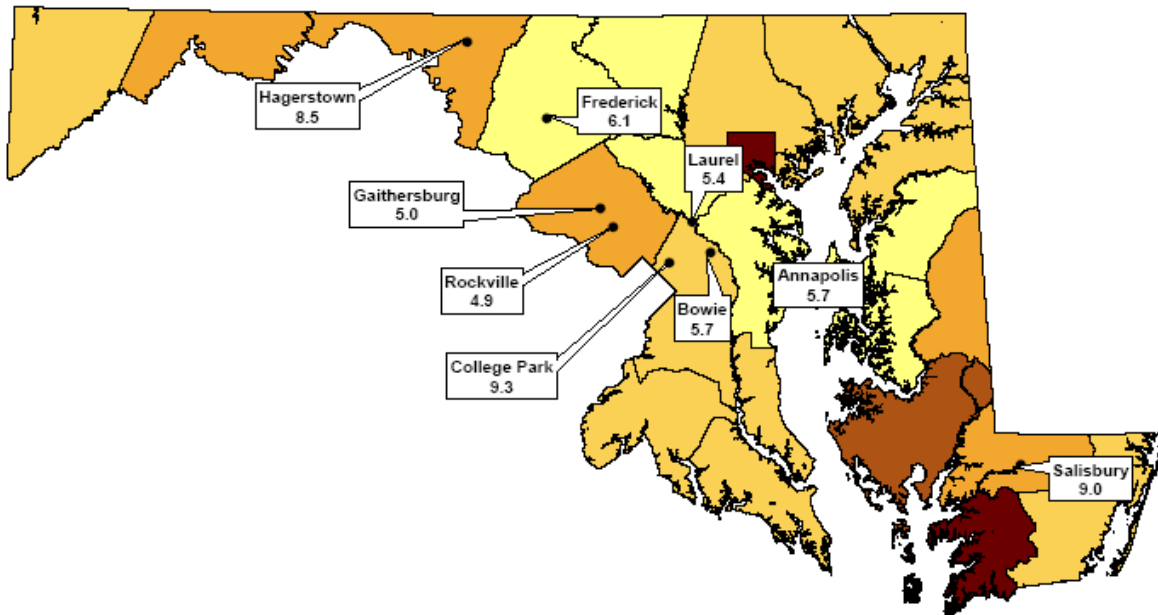 Hagerstown
8.5
Frederick
6.1
Laurel
5.4
Gaithersburg
5.0
Rockville
4.9
Annapolis
5.7
Bowie
5.7
College Park
9.3
Salisbury
9.0